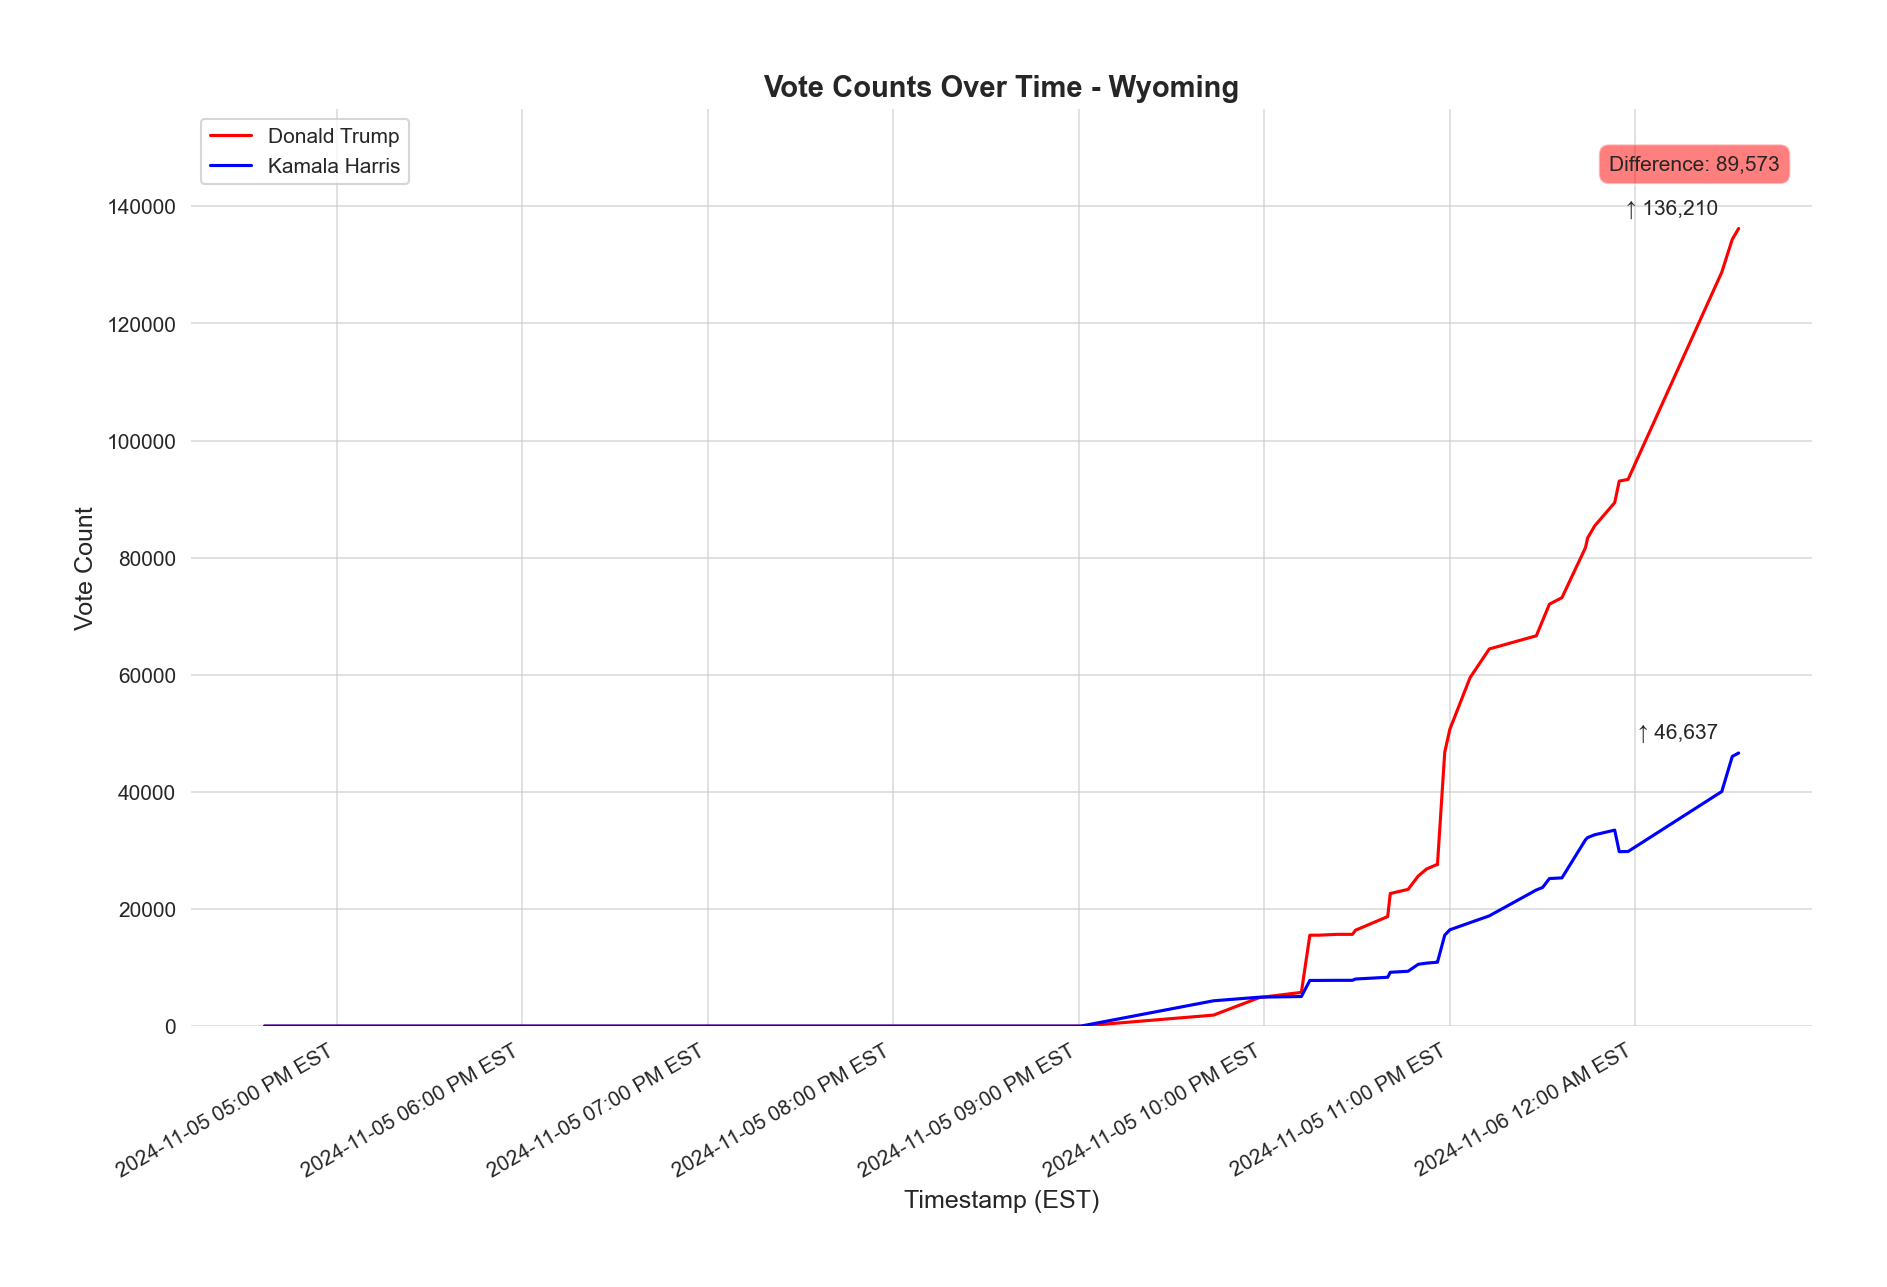 Vote Counts Over Time - Wyoming
Donald Trump
Kamala Harris
Difference: 89,573
↑ 136,210
↑ 46,637
Vote Count
140000
120000
100000
80000
60000
40000
20000
0
2024-11-05 05:00 PM EST
2024-11-05 06:00 PM EST
2024-11-05 07:00 PM EST
2024-11-05 08:00 PM EST
2024-11-05 09:00 PM EST
2024-11-05 10:00 PM EST
2024-11-05 11:00 PM EST
2024-11-06 12:00 AM EST
Timestamp (EST)